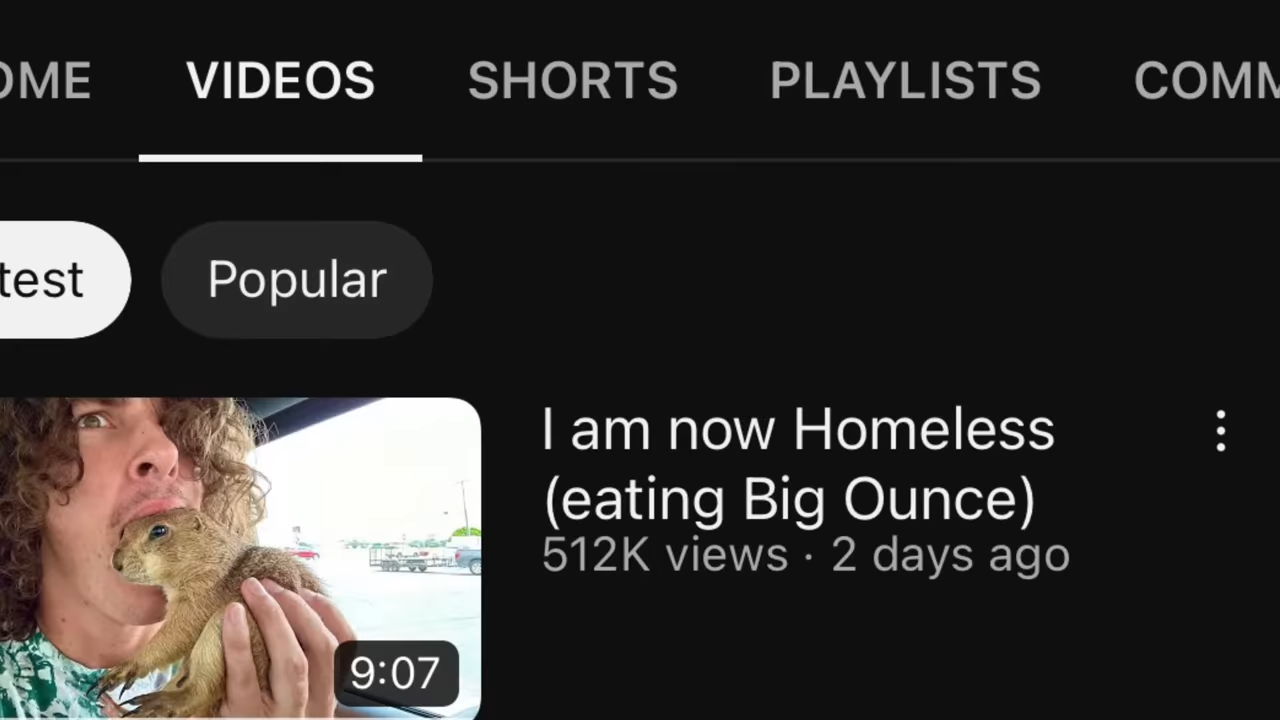 OME VIDEOS SHORTS PLAYLISTS COMM
test Popular
I am now Homeless
(eating Big Ounce)
512K views · 2 days ago
9:07